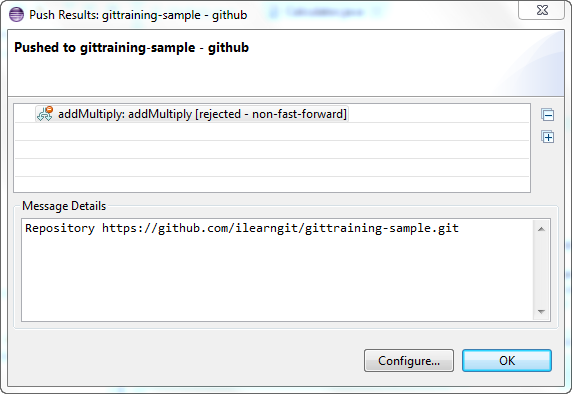 Push Results: gittraining-sample - github
Pushed to gittraining-sample - github
addMultiply: addMultiply [rejected - non-fast-forward]
Message Details
Repository https://github.com/ilearngit/gittraining-sample.git
Configure...
OK